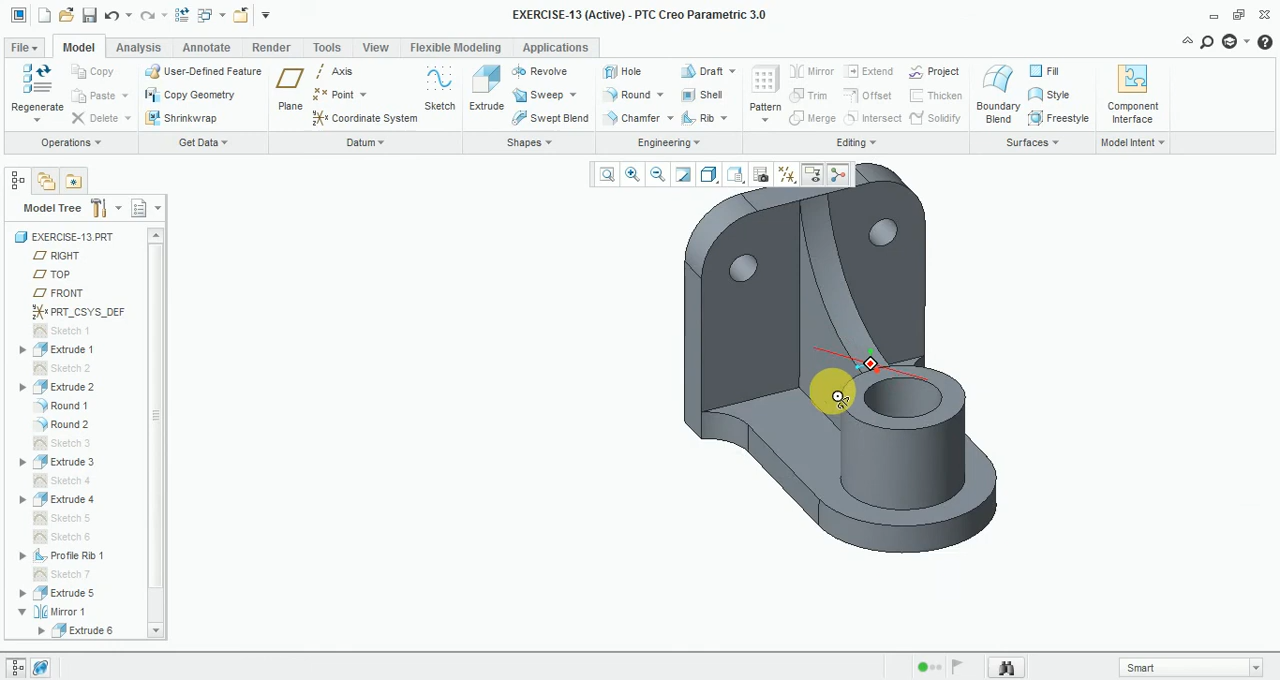 EXERCISE-13 (Active) - PTC Creo Parametric 3.0
File Model Analysis Annotate Render Tools View Flexible Modeling Applications
Regenerate
Copy
Paste
Delete
Operations
User-Defined Feature
Copy Geometry
Shrinkwrap
Get Data
Plane
Axis
Point
Coordinate System
Datum
Sketch
Extrude
Revolve
Sweep
Swept Blend
Shapes
Hole
Round
Chamfer
Draft
Shell
Rib
Engineering
Pattern
Mirror
Trim
Merge
Extend
Offset
Intersect
Project
Thicken
Solidify
Editing
Boundary
Blend
Fill
Style
Freestyle
Surfaces
Component
Interface
Model Intent
Model Tree
EXERCISE-13.PRT
RIGHT
TOP
FRONT
PRT_CSYS_DEF
Sketch 1
Extrude 1
Sketch 2
Extrude 2
Round 1
Round 2
Sketch 3
Extrude 3
Sketch 4
Extrude 4
Sketch 5
Sketch 6
Profile Rib 1
Sketch 7
Extrude 5
Mirror 1
Extrude 6
Smart